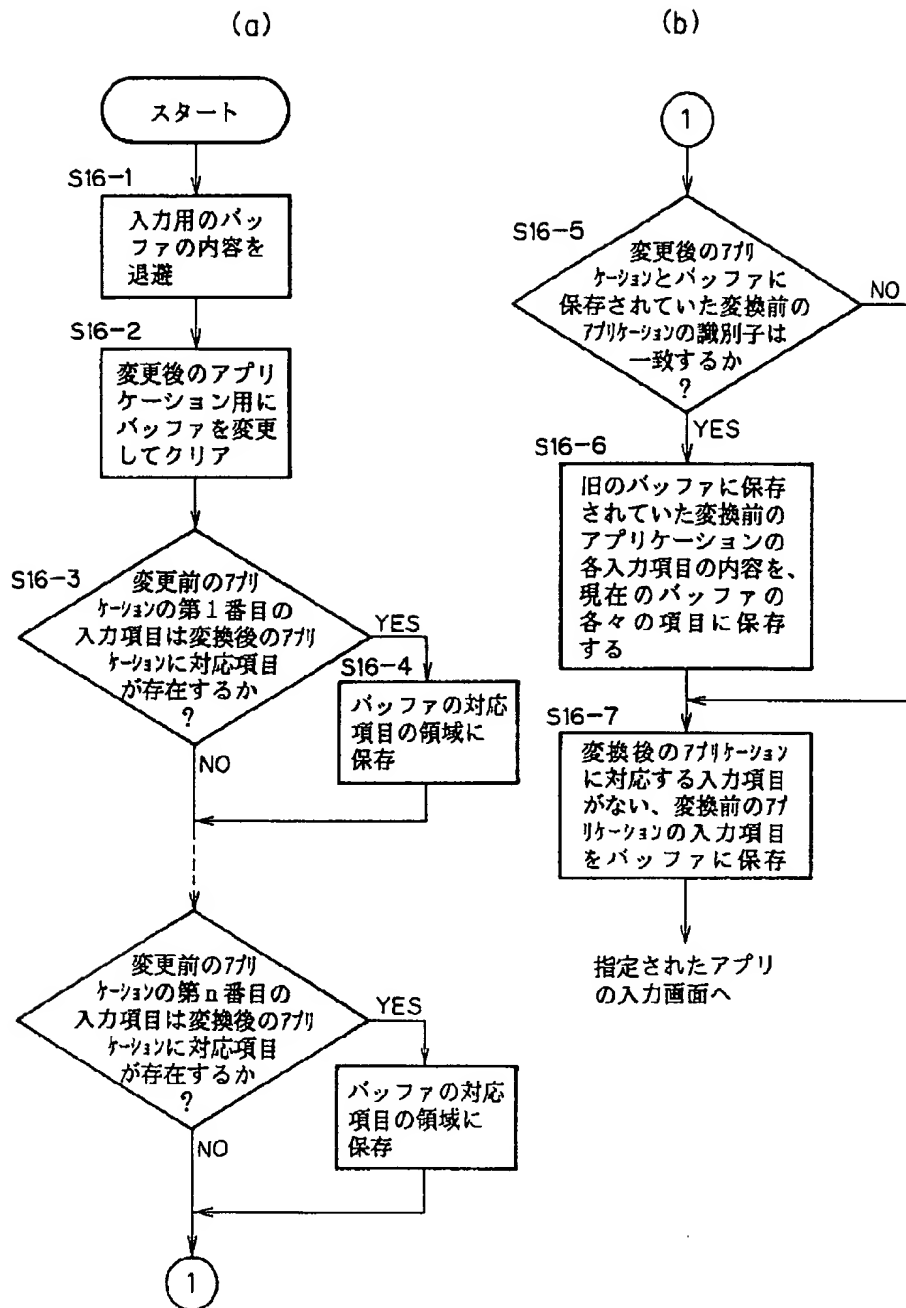 (a)
スタート
S16-1
入力用のバッ
ファの内容を
退避
S16-2
変更後のアプリ
ケーション用に
バッファを変更
してクリア
S16-3
変更前のアプリ
ケーションの第1番目の
入力項目は変換後のアプリ
ケーションに対応項目
が存在するか
?
YES
NO
S16-4
バッファの対応
項目の領域に
保存
変更前のアプリ
ケーションの第n番目の
入力項目は変換後のアプリ
ケーションに対応項目
が存在するか
?
YES
NO
バッファの対応
項目の領域に
保存
1
(b)
1
S16-5
変更後のアプリ
ケーションとバッファに
保存されていた変換前の
アプリケーションの識別子は
一致するか
?
NO
YES
S16-6
旧のバッファに保存
されていた変換前の
アプリケーションの
各入力項目の内容を、
現在のバッファの
各々の項目に保存
する
S16-7
変換後のアプリケーション
に対応する入力項目
がない、変換前のアプ
リケーションの入力項目
をバッファに保存
指定されたアプリ
の入力画面へ